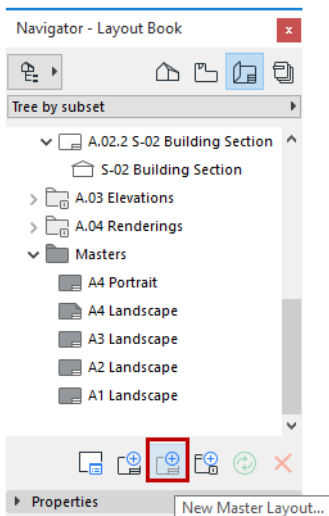 Navigator - Layout Book
Tree by subset
A.02.2 S-02 Building Section
S-02 Building Section
A.03 Elevations
A.04 Renderings
Masters
A4 Portrait
A4 Landscape
A3 Landscape
A2 Landscape
A1 Landscape
Properties
New Master Layout...